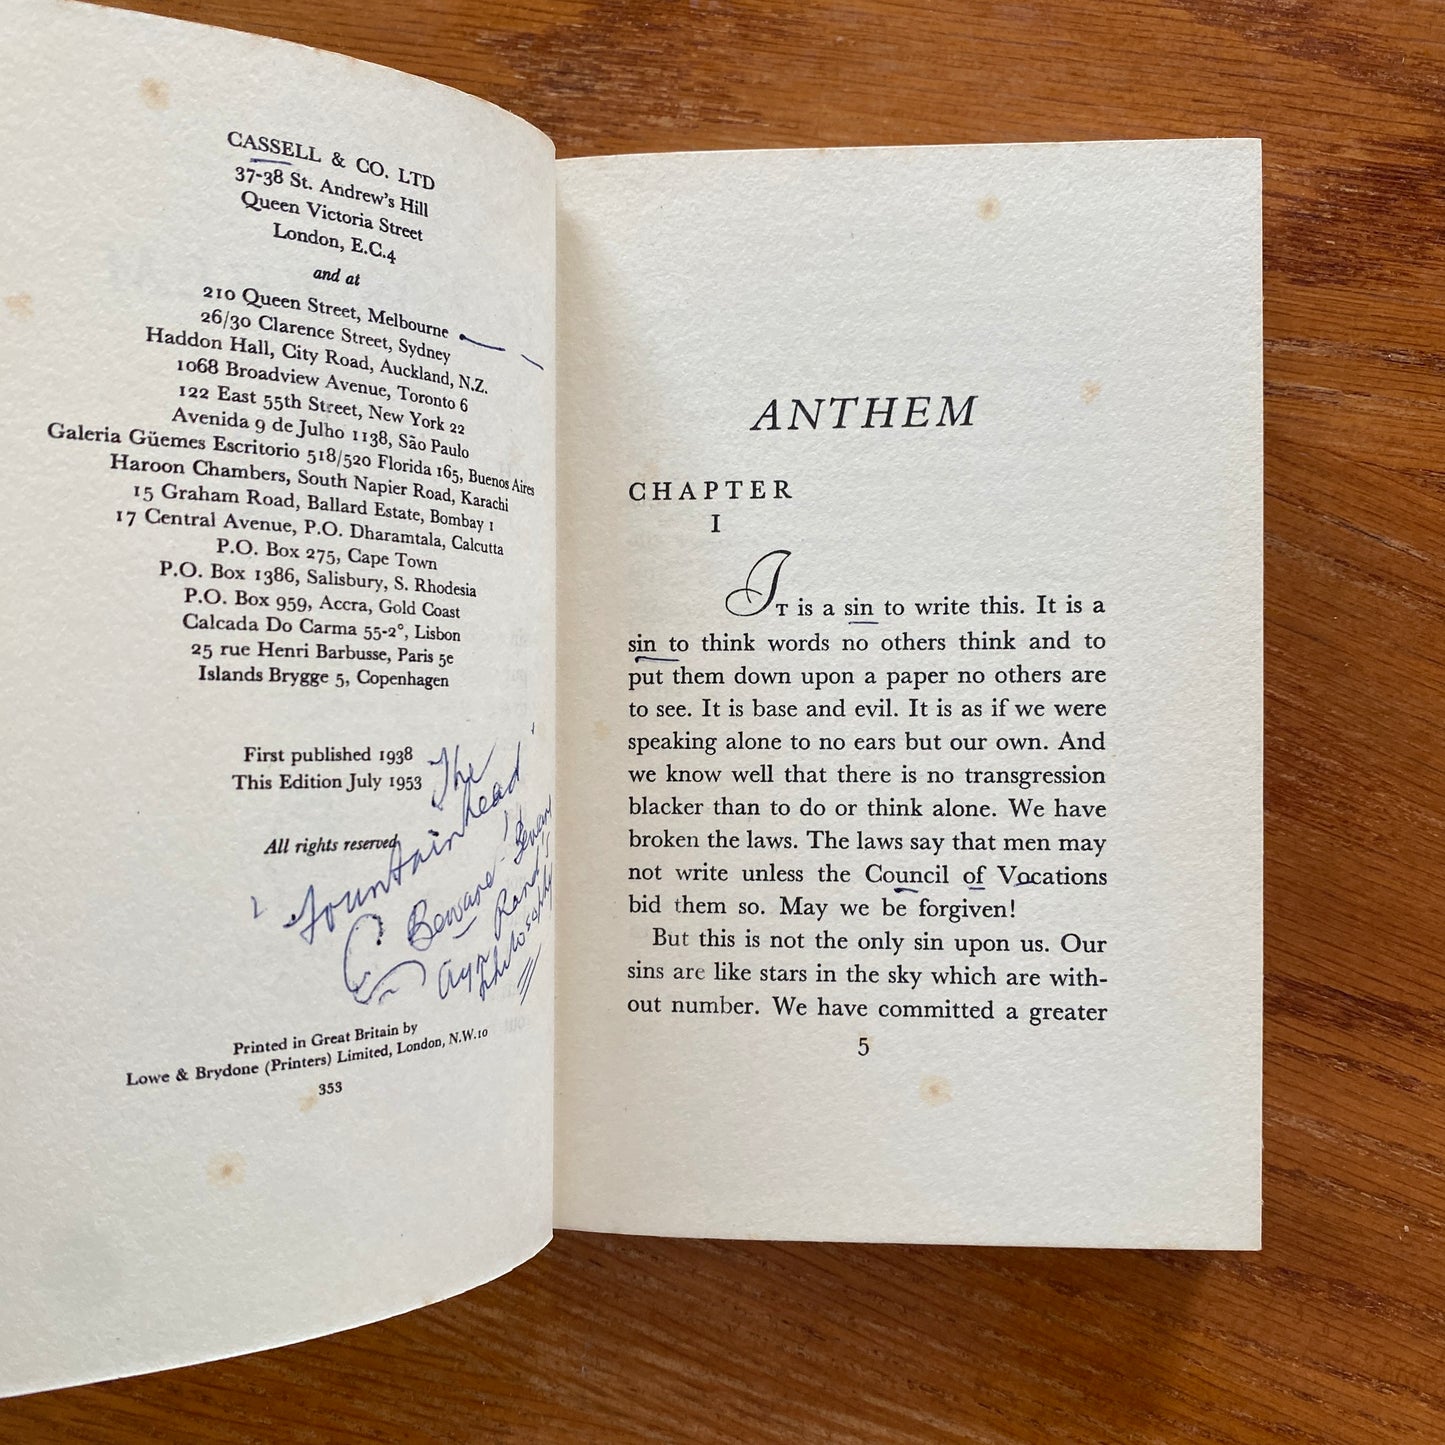 CASSELL & CO. LTD
37-38 St. Andrew's Hill
Queen Victoria Street
London, E.C.4
and at
210 Queen Street, Melbourne
26/30 Clarence Street, Sydney
Haddon Hall, City Road, Auckland, N.Z.
1068 Broadview Avenue, Toronto 6
122 East 55th Street, New York 22
Avenida 9 de Julho 1138, São Paulo
Galeria Güemes Escritorio 518/520 Florida 165, Buenos Aires
Haroon Chambers, South Napier Road, Karachi
15 Graham Road, Ballard Estate, Bombay 1
17 Central Avenue, P.O. Dharamtala, Calcutta
P.O. Box 275, Cape Town
P.O. Box 1386, Salisbury, S. Rhodesia
P.O. Box 959, Accra, Gold Coast
Calcada Do Carma 55-2°, Lisbon
25 rue Henri Barbusse, Paris 5e
Islands Brygge 5, Copenhagen
First published 1938
This Edition July 1953
All rights reserved
The
Fountainhead
Beware! Beware
Ayn Rand's
Philosophy
Printed in Great Britain by
Lowe & Brydone (Printers) Limited, London, N.W.10
353
ANTHEM
CHAPTER
I
IT is a sin to write this. It is a
sin to think words no others think and to
put them down upon a paper no others are
to see. It is base and evil. It is as if we were
speaking alone to no ears but our own. And
we know well that there is no transgression
blacker than to do or think alone. We have
broken the laws. The laws say that men may
not write unless the Council of Vocations
bid them so. May we be forgiven!
But this is not the only sin upon us. Our
sins are like stars in the sky which are with-
out number. We have committed a greater
5